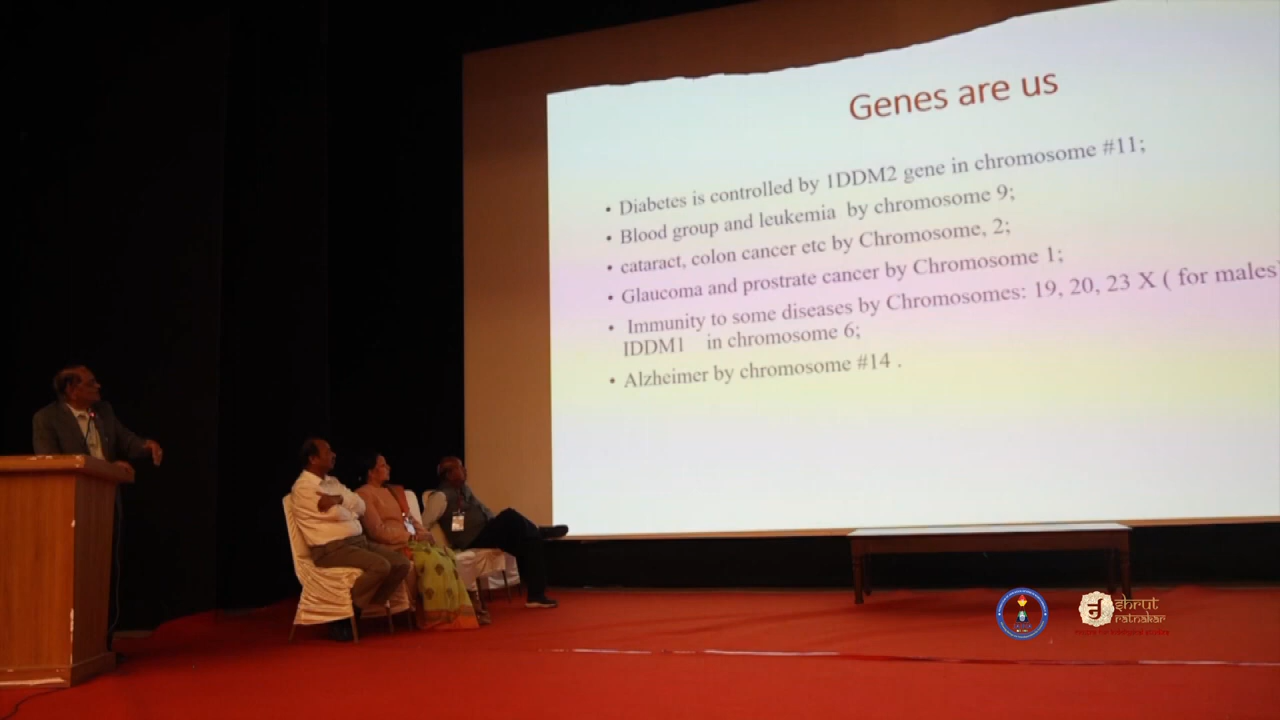 Genes are us
• Diabetes is controlled by 1DDM2 gene in chromosome #11;
• Blood group and leukemia by chromosome 9;
• cataract, colon cancer etc by Chromosome, 2;
• Glaucoma and prostrate cancer by Chromosome 1;
• Immunity to some diseases by Chromosomes: 19, 20, 23 X ( for males)
IDDM1 in chromosome 6;
• Alzheimer by chromosome #14 .
shrut
ratnakar